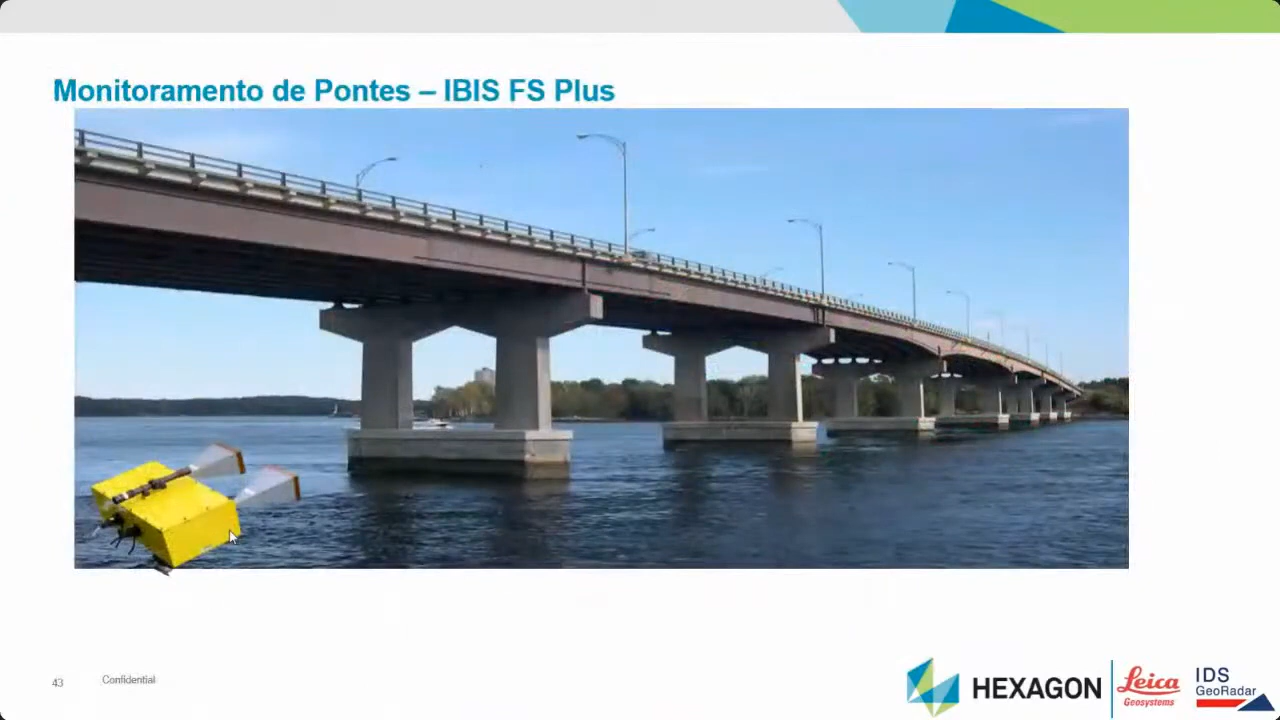 Monitoramento de Pontes – IBIS FS Plus
43
Confidential
HEXAGON
Leica
Geosystems
IDS
GeoRadar